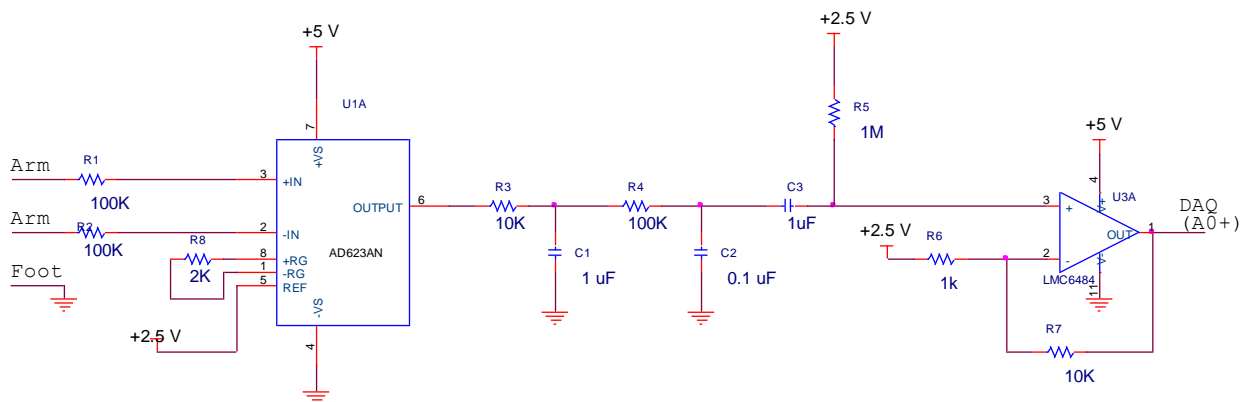 +5 V
U1A
7
+VS
Arm
R1
100K
3
+IN
Arm
R2
100K
2
-IN
R8
2K
8
+RG
1
-RG
5
REF
Foot
+2.5 V
-VS
4
OUTPUT
6
AD623AN
R3
10K
C1
1 uF
R4
100K
C2
0.1 uF
C3
1uF
+2.5 V
R5
1M
+5 V
4
V+
U3A
3
+
2
-
OUT
1
V-
11
LMC6484
DAQ
(A0+)
+2.5 V
R6
1k
R7
10K